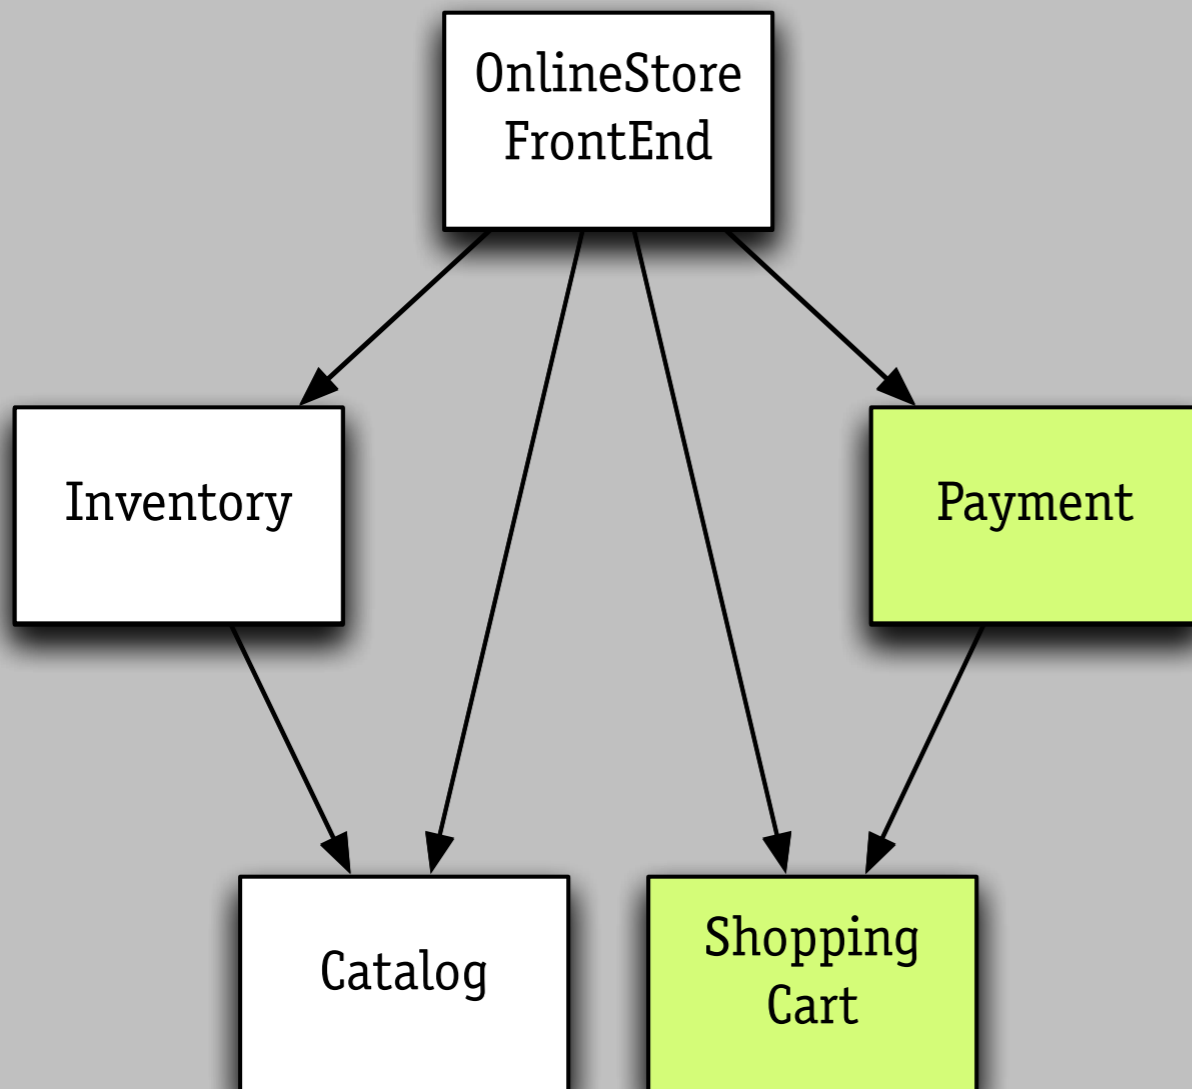 OnlineStore
FrontEnd
Inventory
Payment
Catalog
Shopping
Cart